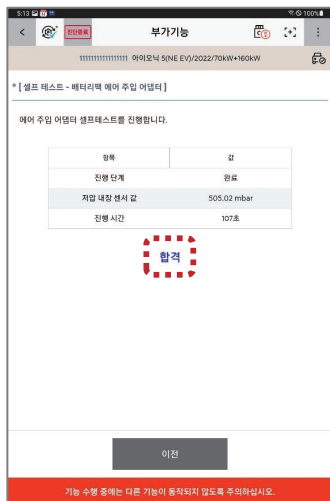 5:13
100%
진단종료
부가기능
11111111111111111 아이오닉 5(NE EV)/2022/70kW+160kW
* [ 셀프 테스트 - 배터리팩 에어 주입 어댑터 ]
에어 주입 어댑터 셀프테스트를 진행합니다.
항목 값
진행 단계 완료
저압 내장 센서 값 505.02 mbar
진행 시간 107초
합격
이전
기능 수행 중에는 다른 기능이 동작되지 않도록 주의하십시오.